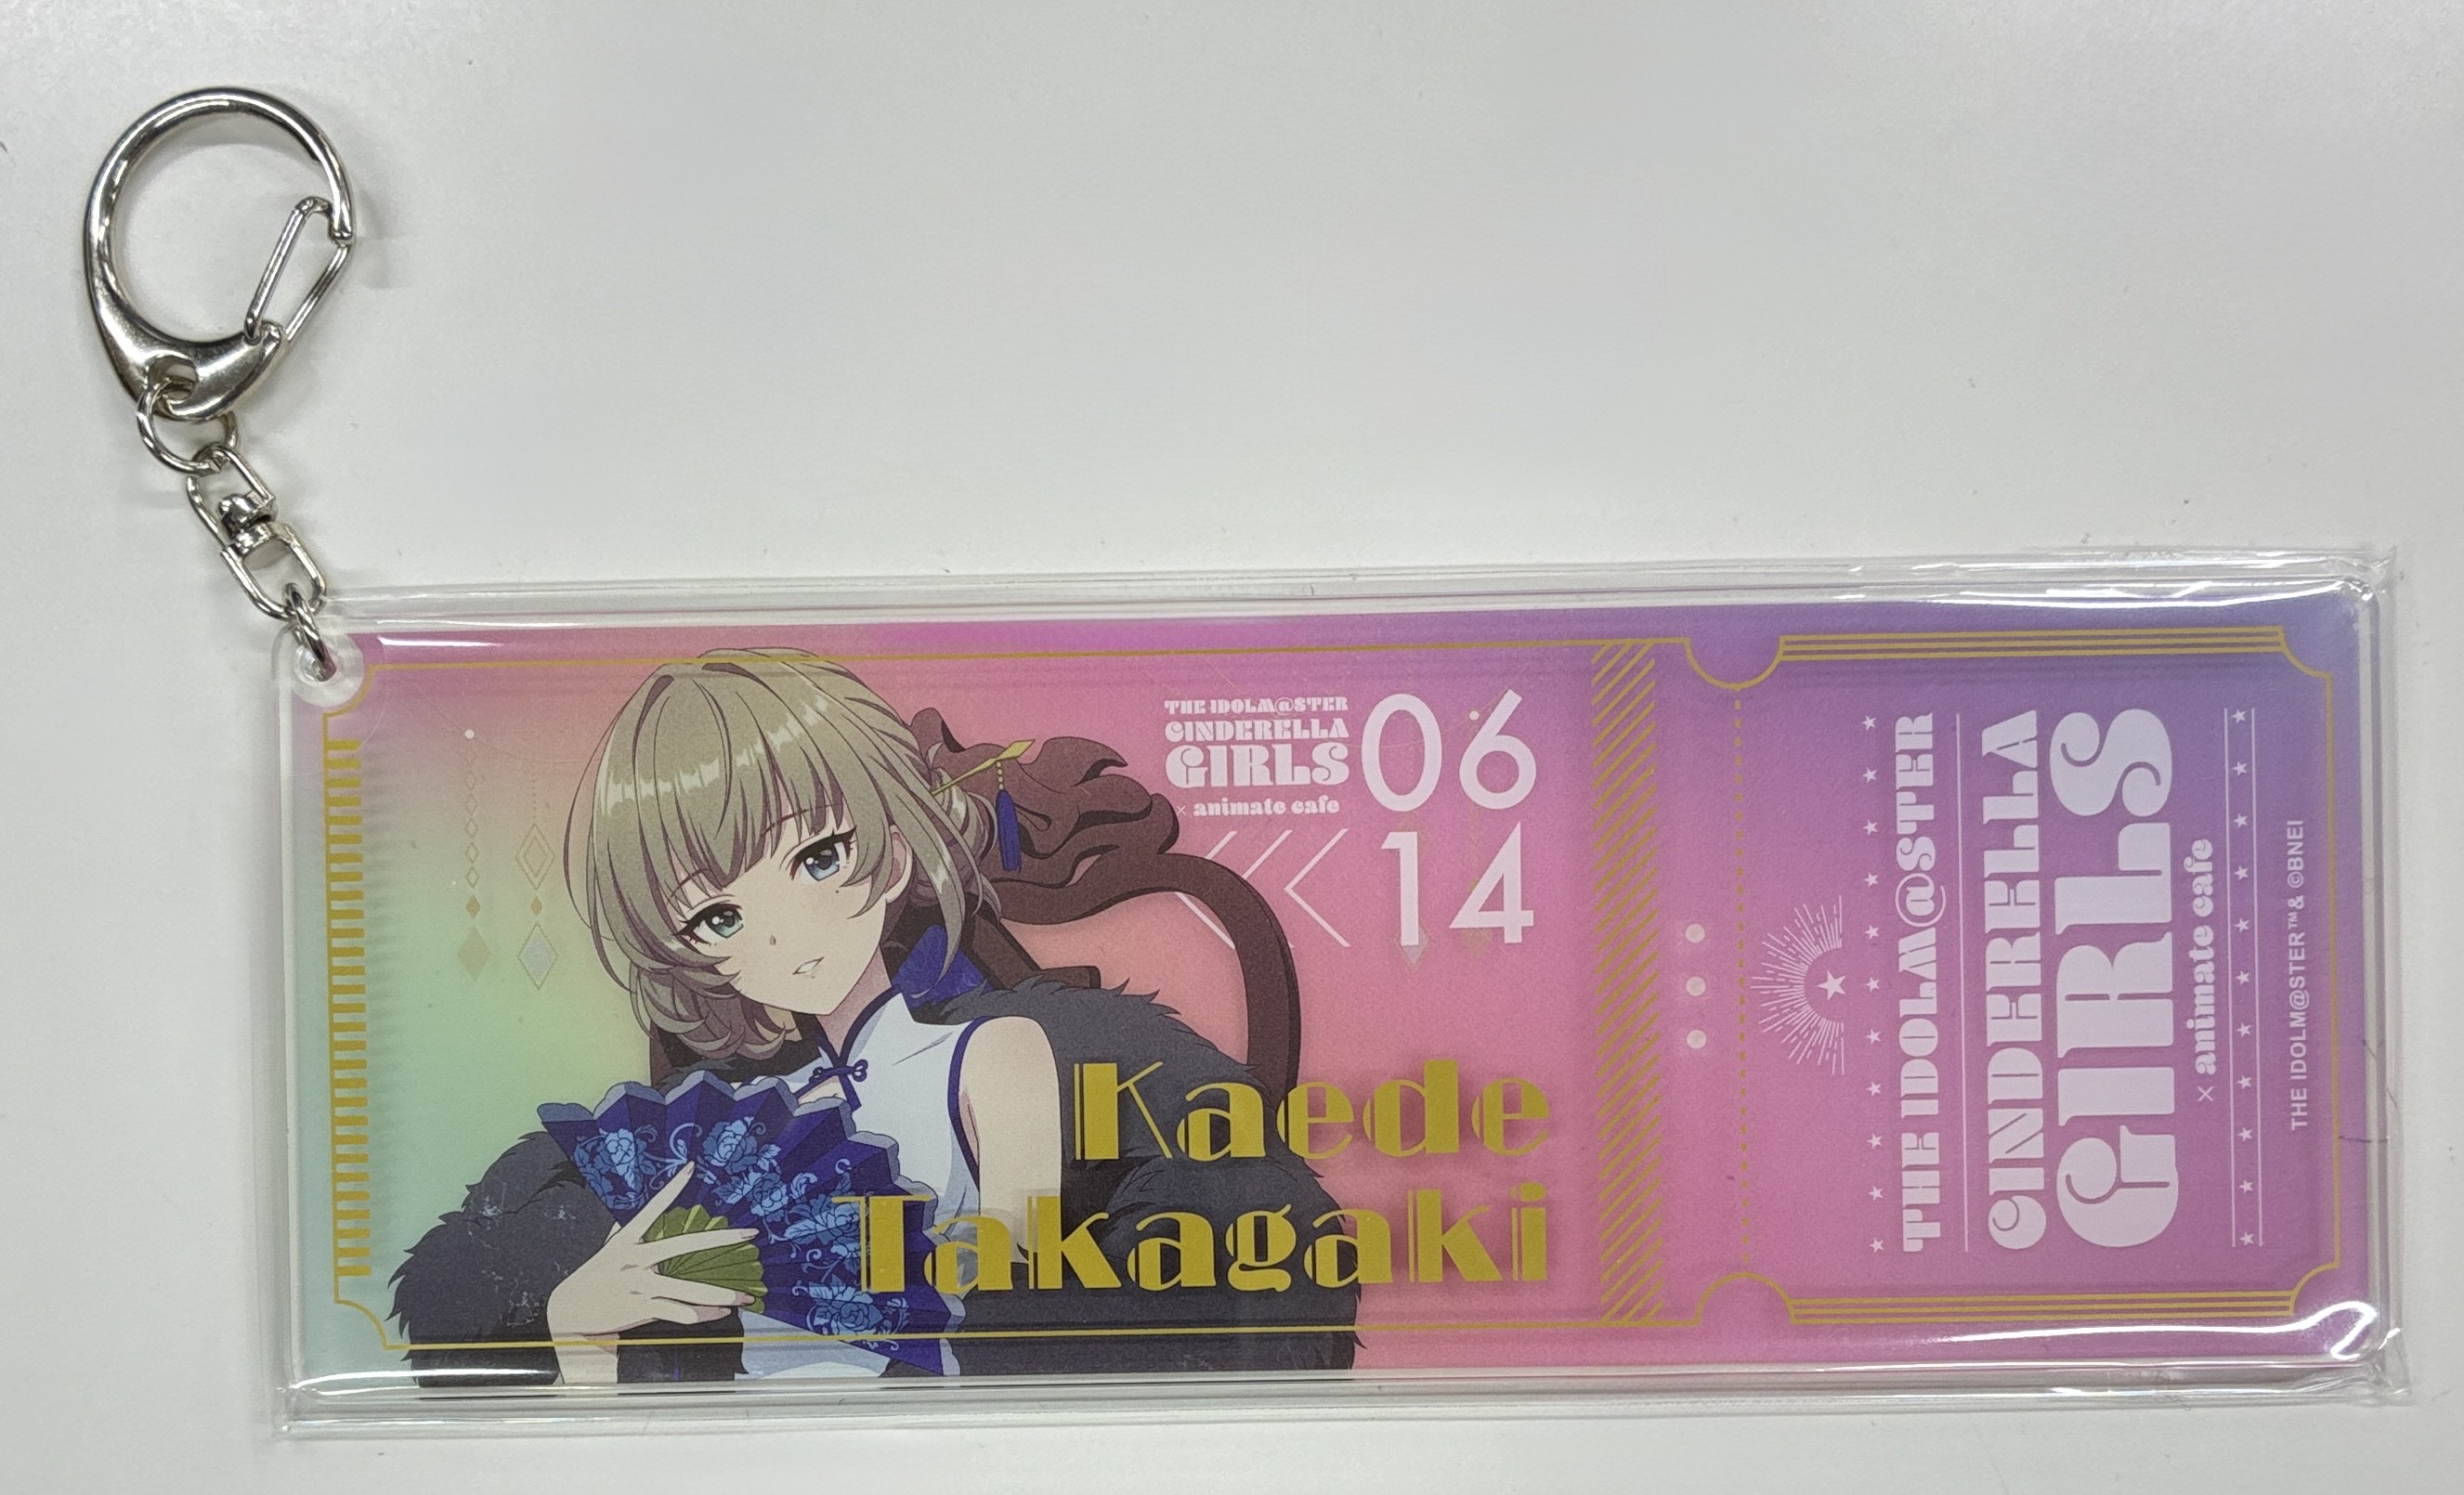 THE IDOLM@STER
CINDERELLA
GIRLS
× animate cafe
06
14
Kaede
Takagaki
THE IDOLM@STER
CINDERELLA
GIRLS
× animate cafe
THE IDOLM@STER™& ©BNEI